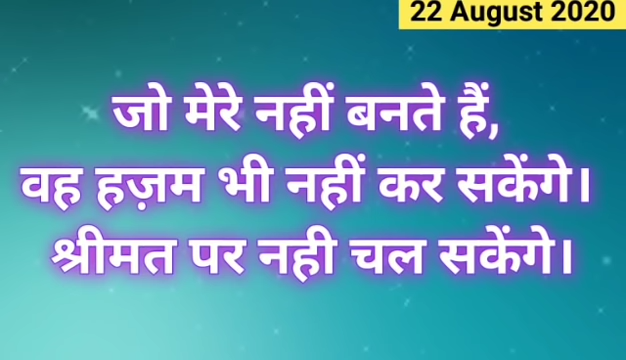 22 August 2020
जो मेरे नहीं बनते हैं,
वह हज़म भी नहीं कर सकेंगे।
श्रीमत पर नही चल सकेंगे।